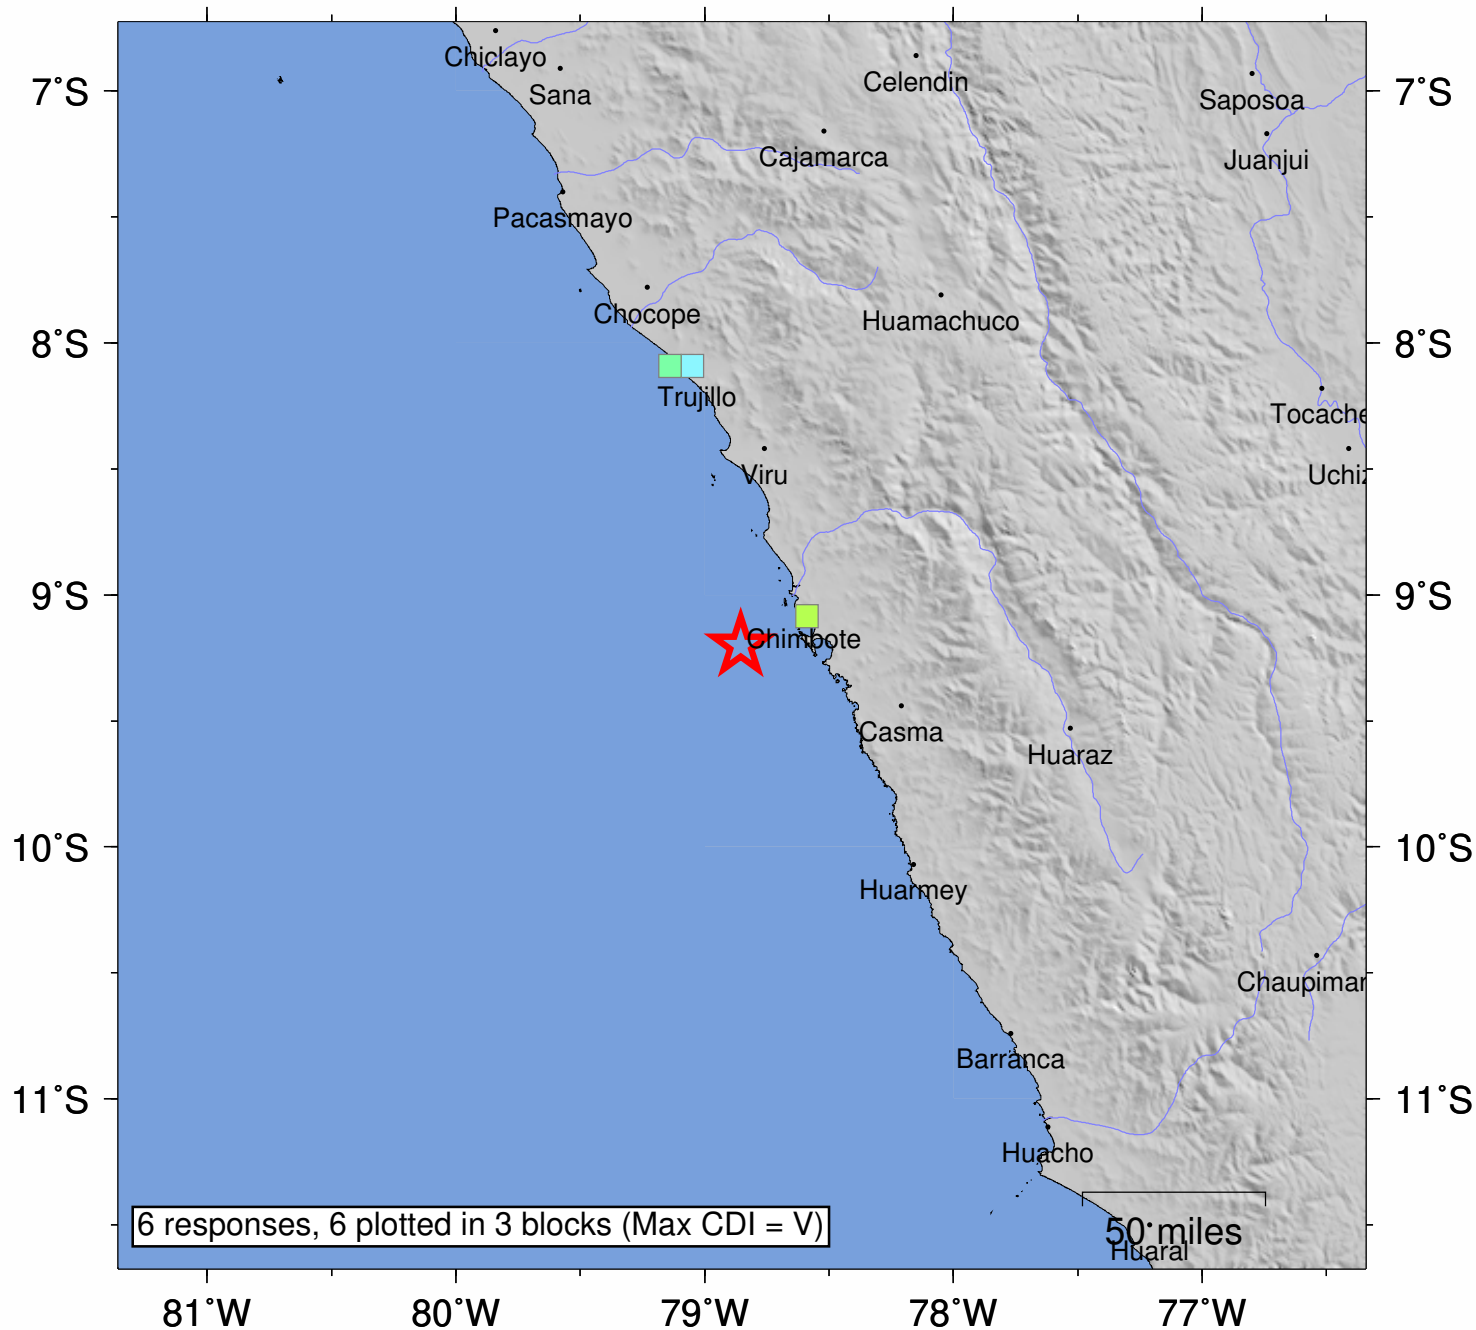 Chiclayo
Sana
Celendin
Saposoa
7°S
7°S
Cajamarca
Juanjui
Pacasmayo
Chocope
Huamachuco
8°S
8°S
Trujillo
Tocache
Viru
Uchiz
9°S
9°S
Chimbote
Casma
Huaraz
10°S
10°S
Huarmey
Chaupimar
Barranca
11°S
11°S
Huacho
6 responses, 6 plotted in 3 blocks (Max CDI = V)
50 miles
Huaral
81°W
80°W
79°W
78°W
77°W